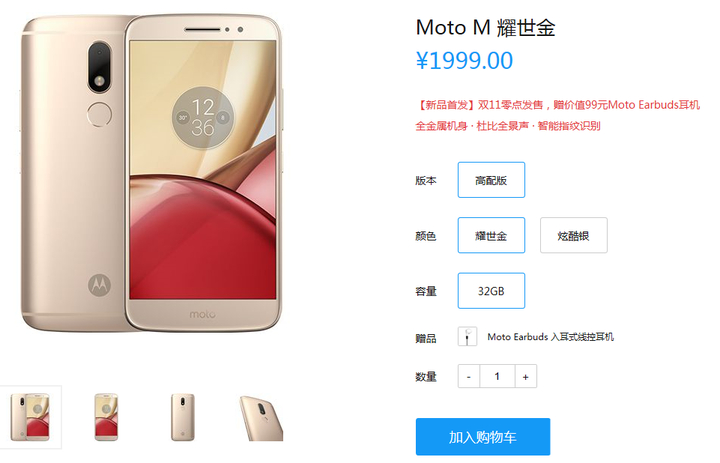 Moto M 耀世金
¥1999.00
【新品首发】双11零点发售，赠价值99元Moto Earbuds耳机
全金属机身 · 杜比全景声 · 智能指纹识别
版本 高配版
颜色 耀世金 炫酷银
容量 32GB
赠品 Moto Earbuds 入耳式线控耳机
数量 - 1 +
加入购物车
12
36
30°
moto